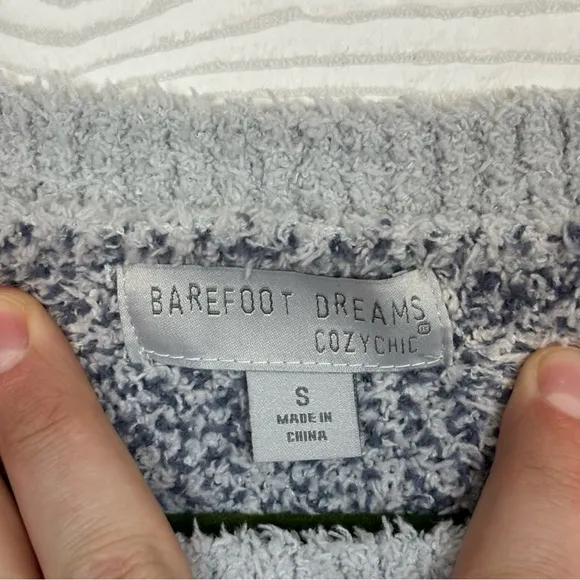 BAREFOOT DREAMS
COZYCHIC
S
MADE IN
CHINA